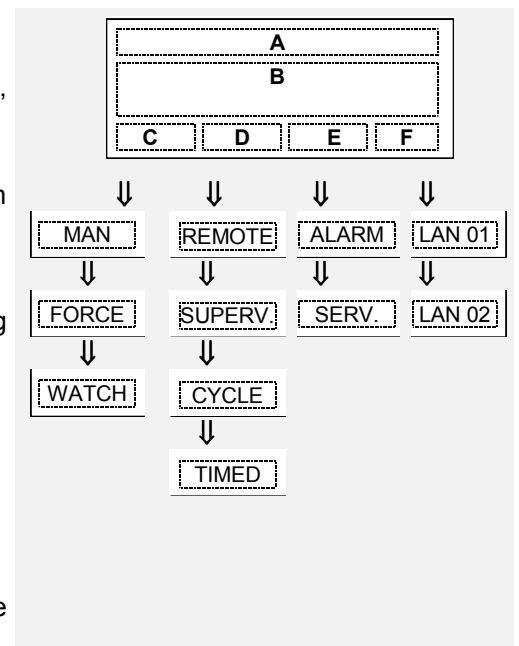 A
B
C D E F
⇓ ⇓ ⇓ ⇓
MAN REMOTE ALARM LAN 01
⇓ ⇓ ⇓ ⇓
FORCE SUPERV. SERV. LAN 02
⇓ ⇓
WATCH CYCLE
⇓
TIMED